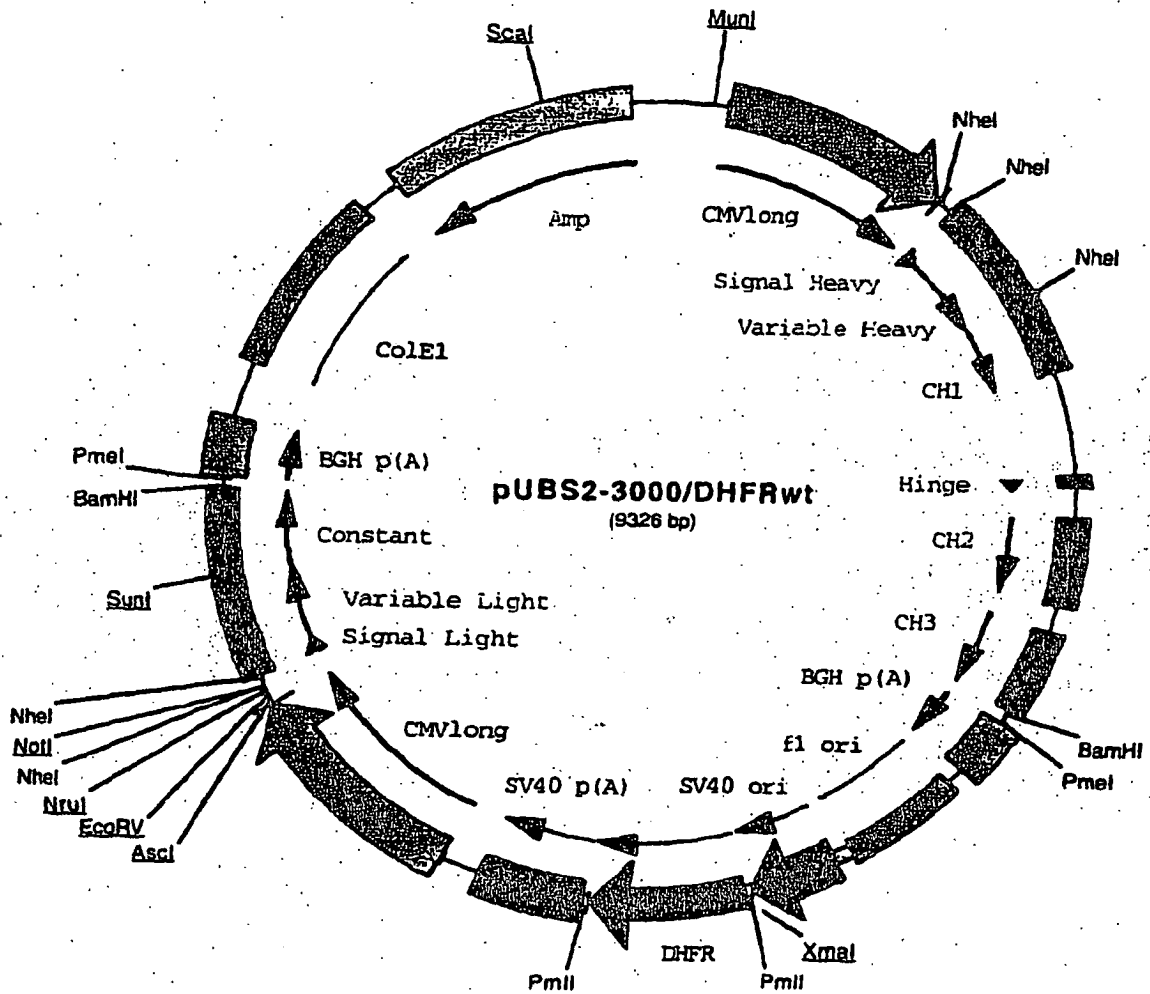 ScaI
MunI
NheI
NheI
NheI
Amp
CMVlong
Signal Heavy
Variable Heavy
CH1
ColE1
BGH p(A)
PmeI
BamHI
pUBS2-3000/DHFRwt
(9326 bp)
Hinge
CH2
Constant
SunI
Variable Light
Signal Light
CH3
BGH p(A)
NheI
NotI
NheI
NruI
EcoRV
AscI
CMVlong
f1 ori
SV40 p(A)
SV40 ori
BamHI
PmeI
DHFR
XmaI
PmlI
PmlI